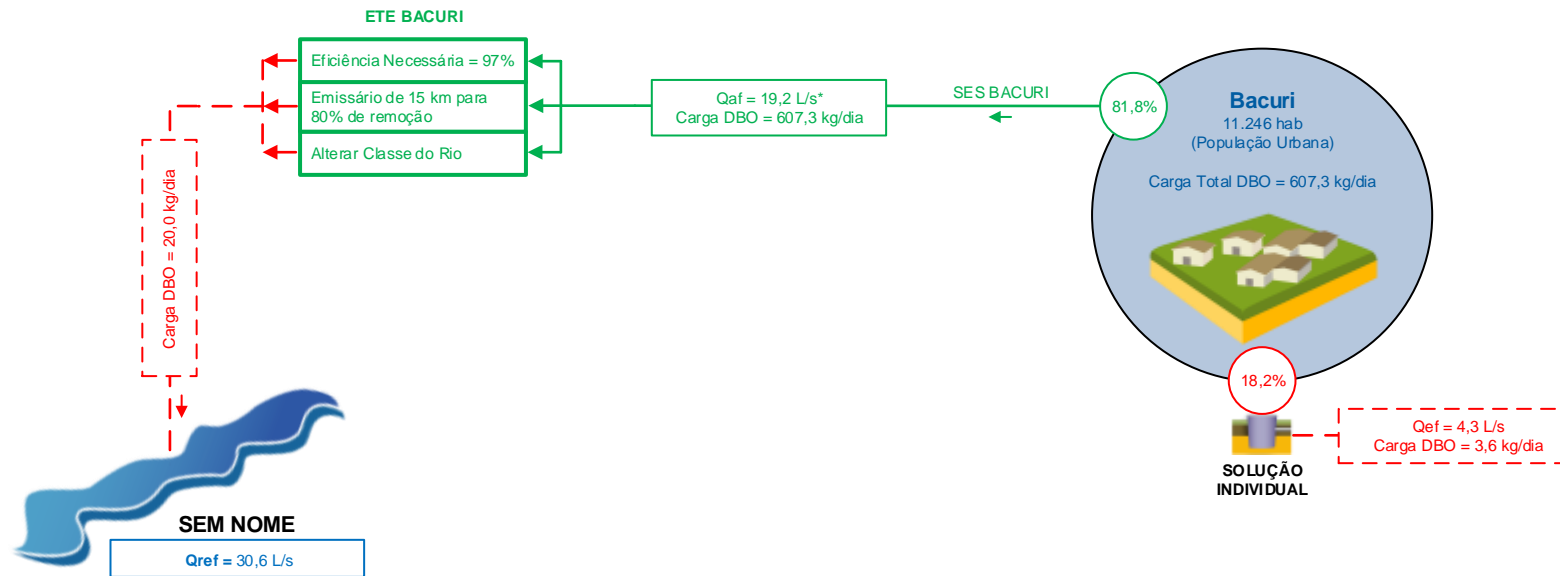 ETE BACURI
Eficiência Necessária = 97%
Emissário de 15 km para
80% de remoção
Alterar Classe do Rio
Qaf = 19,2 L/s*
Carga DBO = 607,3 kg/dia
SES BACURI
81,8%
Bacuri
11.246 hab
(População Urbana)
Carga Total DBO = 607,3 kg/dia
Carga DBO = 20,0 kg/dia
18,2%
Qef = 4,3 L/s
Carga DBO = 3,6 kg/dia
SOLUÇÃO
INDIVIDUAL
SEM NOME
Qref = 30,6 L/s